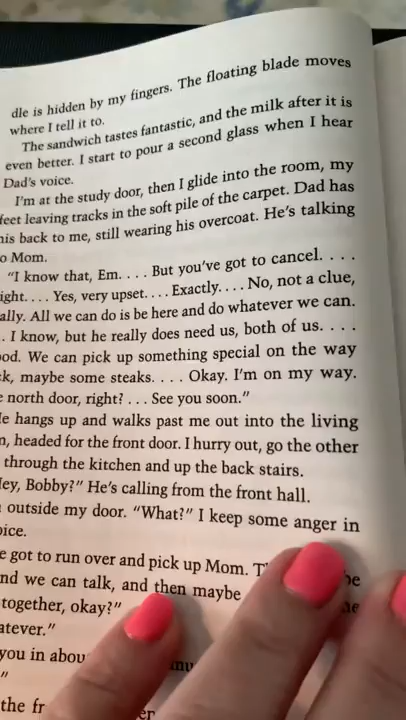 dle is hidden by my fingers. The floating blade moves
where I tell it to.
The sandwich tastes fantastic, and the milk after it is
even better. I start to pour a second glass when I hear
Dad's voice.
I'm at the study door, then I glide into the room, my
feet leaving tracks in the soft pile of the carpet. Dad has
his back to me, still wearing his overcoat. He's talking
o Mom.
"I know that, Em. . . . But you've got to cancel. . . .
ight. . . . Yes, very upset. . . . Exactly. . . . No, not a clue,
ally. All we can do is be here and do whatever we can.
. I know, but he really does need us, both of us. . . .
od. We can pick up something special on the way
k, maybe some steaks. . . . Okay. I'm on my way.
e north door, right? . . . See you soon."
He hangs up and walks past me out into the living
n, headed for the front door. I hurry out, go the other
through the kitchen and up the back stairs.
ey, Bobby?" He's calling from the front hall.
outside my door. "What?" I keep some anger in
oice.
e got to run over and pick up Mom. T
nd we can talk, and then maybe
together, okay?"
atever."
you in abou
"
the fr